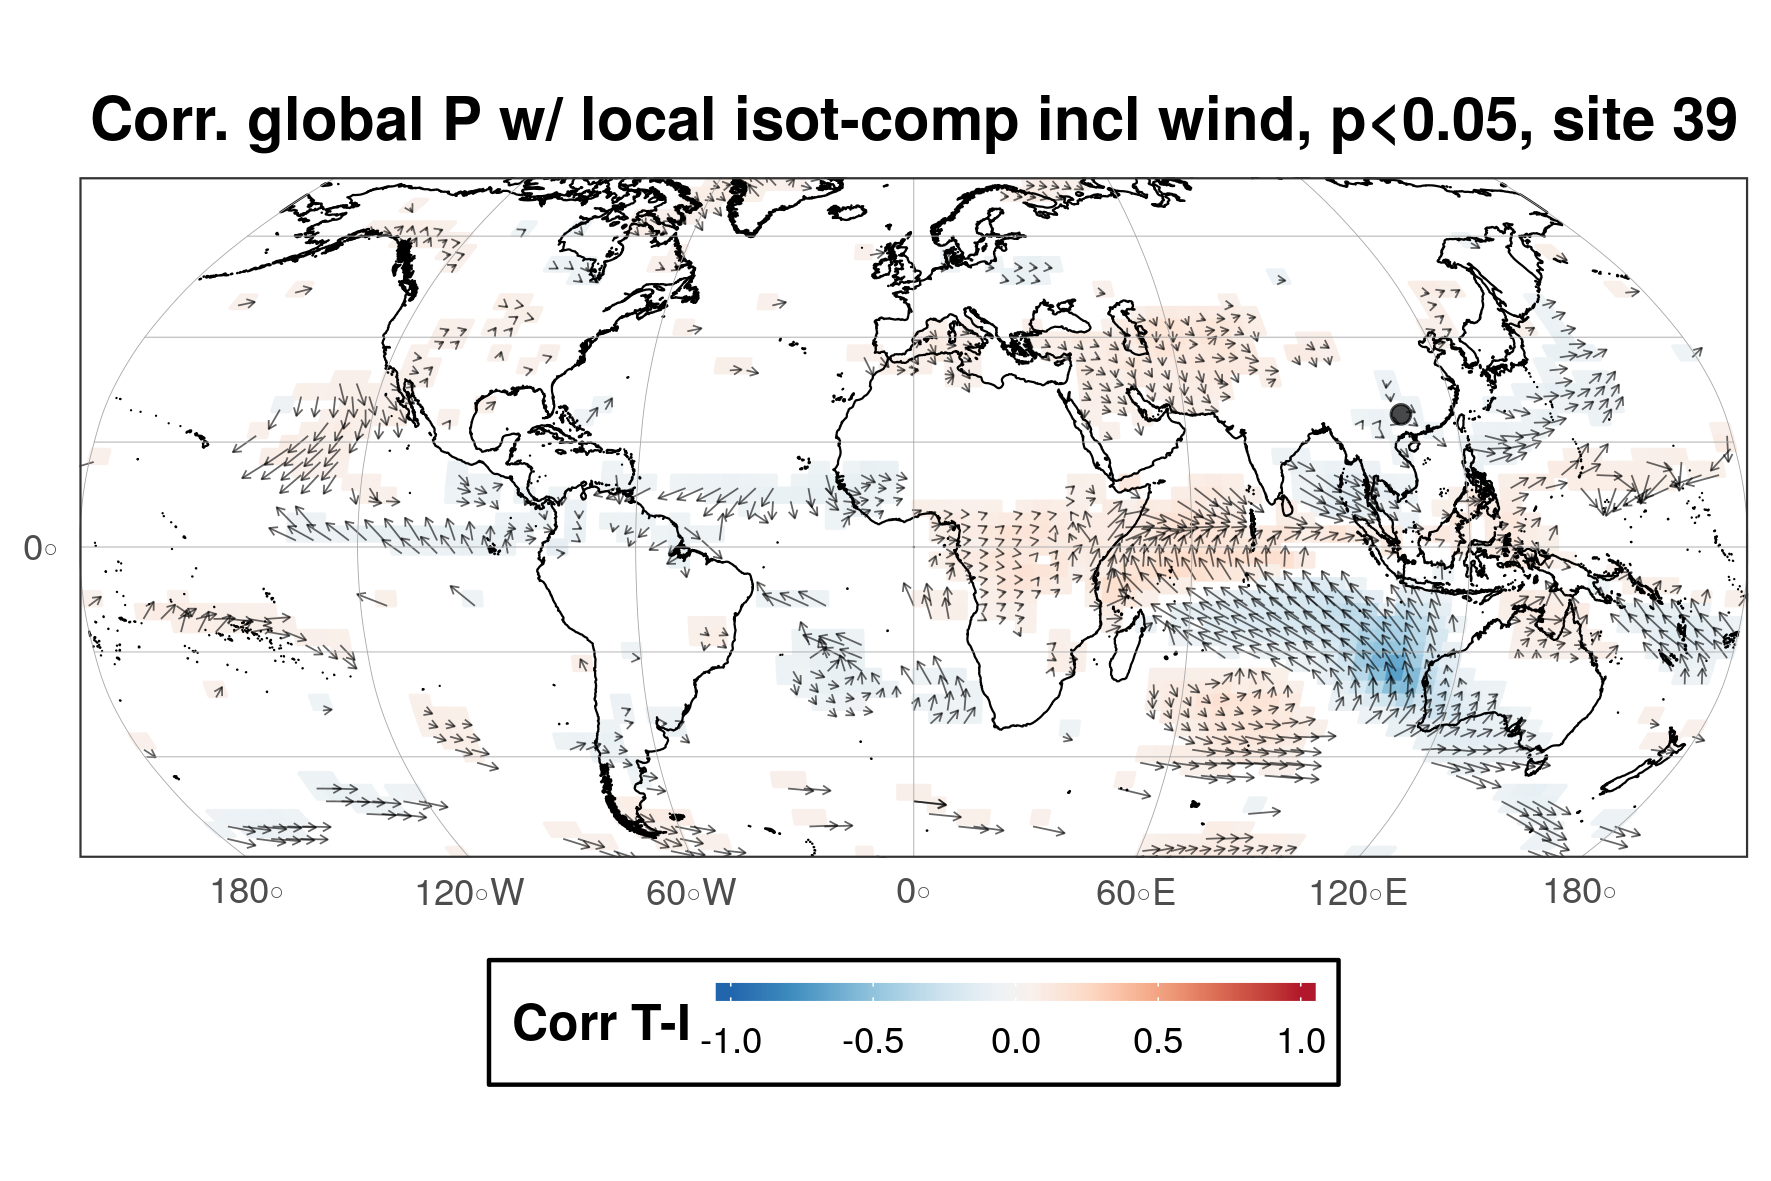 Corr. global P w/ local isot-comp incl wind, p<0.05, site 39
0°
180° 120°W 60°W 0° 60°E 120°E 180°
Corr T-I
-1.0 -0.5 0.0 0.5 1.0